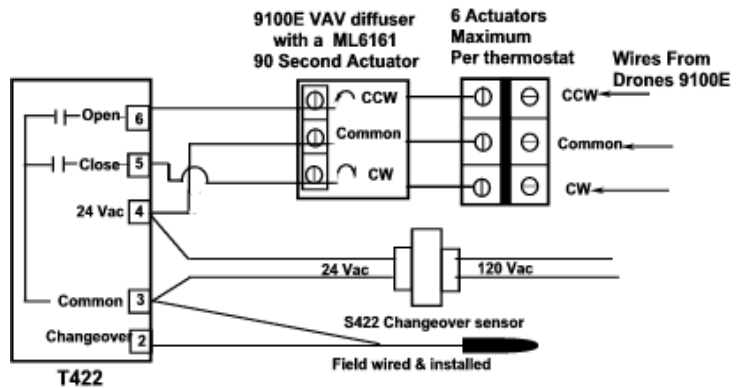 9100E VAV diffuser
with a ML6161
90 Second Actuator
6 Actuators
Maximum
Per thermostat
Wires From
Drones 9100E
Open
6
CCW
CCW
Common
Common
Close
5
CW
CW
24 Vac
4
24 Vac
120 Vac
Common
3
S422 Changeover sensor
Changeover
2
Field wired & installed
T422